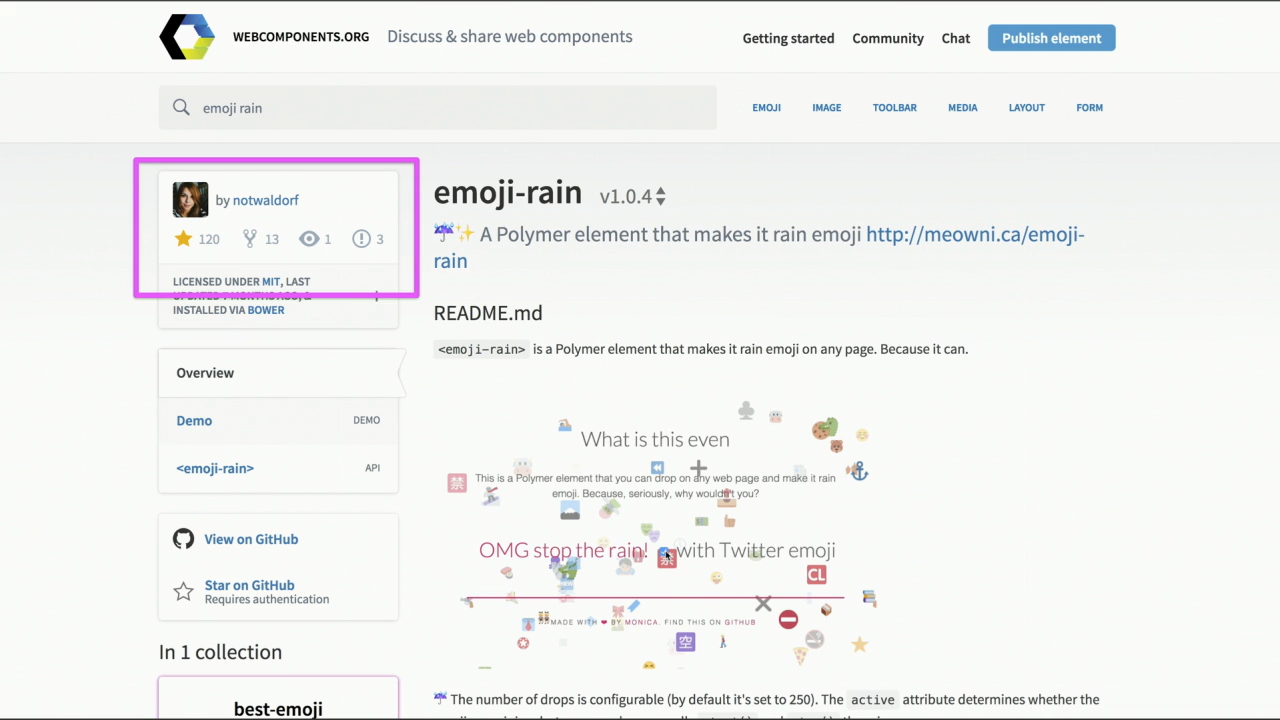 WEBCOMPONENTS.ORG
Discuss & share web components
Getting started
Community
Chat
Publish element
emoji rain
EMOJI
IMAGE
TOOLBAR
MEDIA
LAYOUT
FORM
by notwaldorf
120
13
1
3
LICENSED UNDER MIT, LAST
INSTALLED VIA BOWER
Overview
Demo
DEMO
<emoji-rain>
API
View on GitHub
Star on GitHub
Requires authentication
In 1 collection
best-emoji
emoji-rain
v1.0.4
A Polymer element that makes it rain emoji http://meowni.ca/emoji-
rain
README.md
<emoji-rain> is a Polymer element that makes it rain emoji on any page. Because it can.
What is this even
禁
This is a Polymer element that you can drop on any web page and make it rain
emoji. Because, seriously, why wouldn't you?
OMG stop the rain!
with Twitter emoji
CL
MADE WITH ❤ BY MONICA. FIND THIS ON GITHUB
空
The number of drops is configurable (by default it's set to 250). The active attribute determines whether the